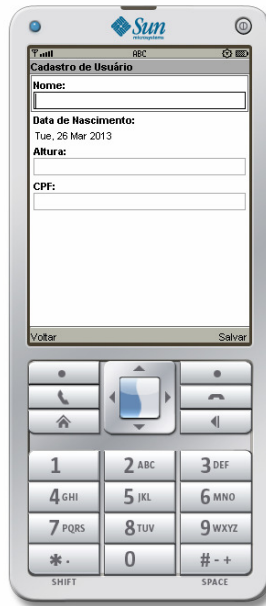 Sun
microsystems
ABC
Cadastro de Usuário
Nome:
Data de Nascimento:
Tue, 26 Mar 2013
Altura:
CPF:
Voltar Salvar
1 2 ABC 3 DEF
4 GHI 5 JKL 6 MNO
7 PQRS 8 TUV 9 WXYZ
* . 0 # - +
SHIFT SPACE